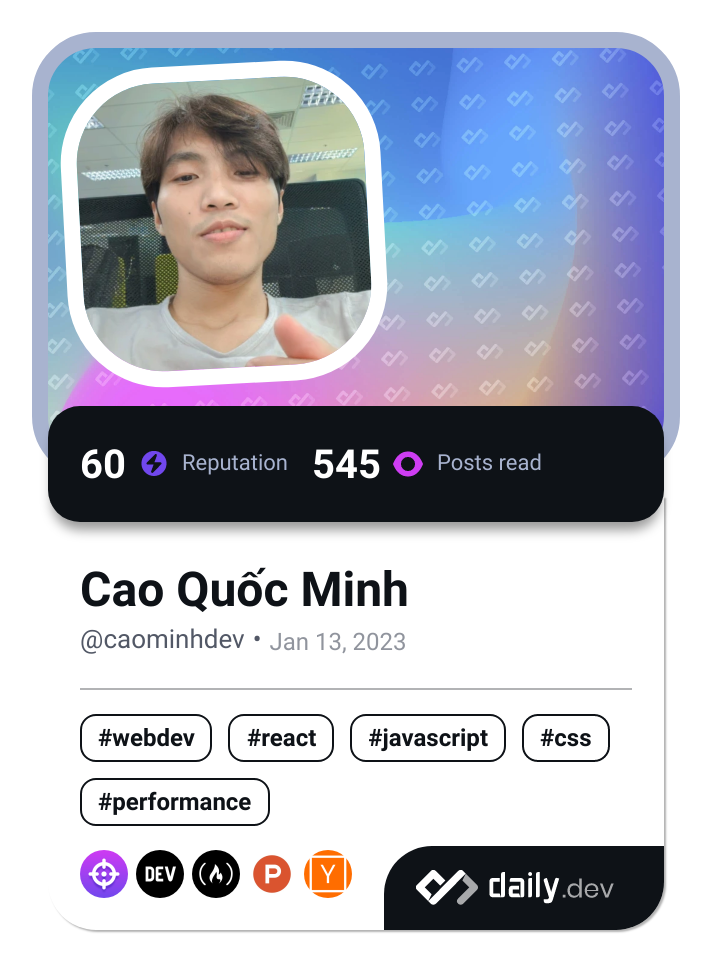 60 Reputation 545 Posts read
Cao Quốc Minh
@caominhdev • Jan 13, 2023
#webdev #react #javascript #css
#performance
DEV P Y daily.dev